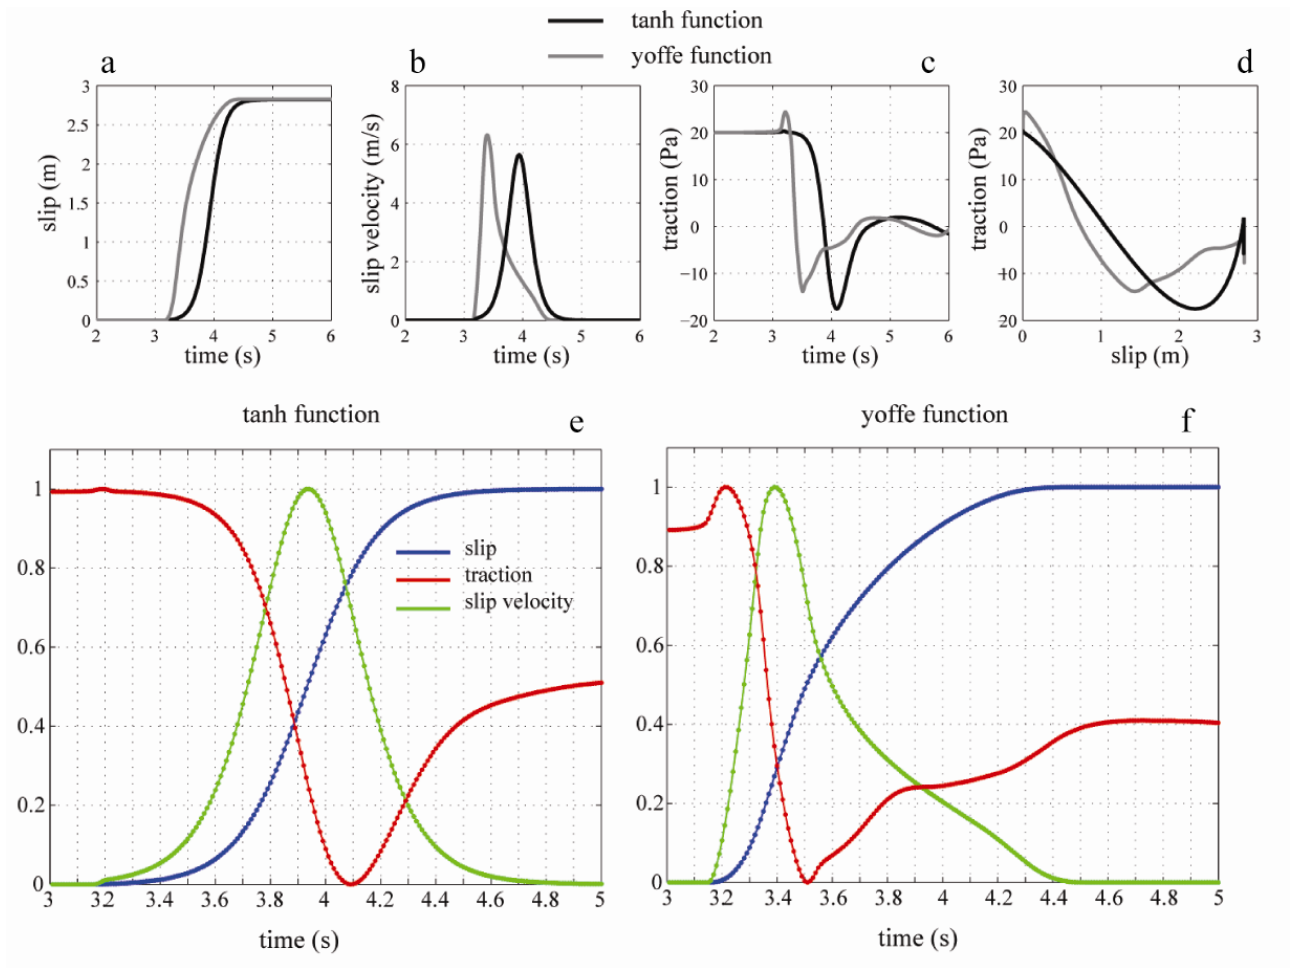 tanh function
yoffe function
a
b
c
d
3
2.5
2
1.5
1
0.5
0
slip (m)
2 3 4 5 6
time (s)
8
6
4
2
0
slip velocity (m/s)
2 3 4 5 6
time (s)
30
20
10
0
−10
−20
traction (Pa)
2 3 4 5 6
time (s)
30
20
10
0
−10
−20
traction (Pa)
0 1 2 3
slip (m)
tanh function
e
1
0.8
0.6
0.4
0.2
0
slip
traction
slip velocity
3 3.2 3.4 3.6 3.8 4 4.2 4.4 4.6 4.8 5
time (s)
yoffe function
f
1
0.8
0.6
0.4
0.2
0
3 3.2 3.4 3.6 3.8 4 4.2 4.4 4.6 4.8 5
time (s)